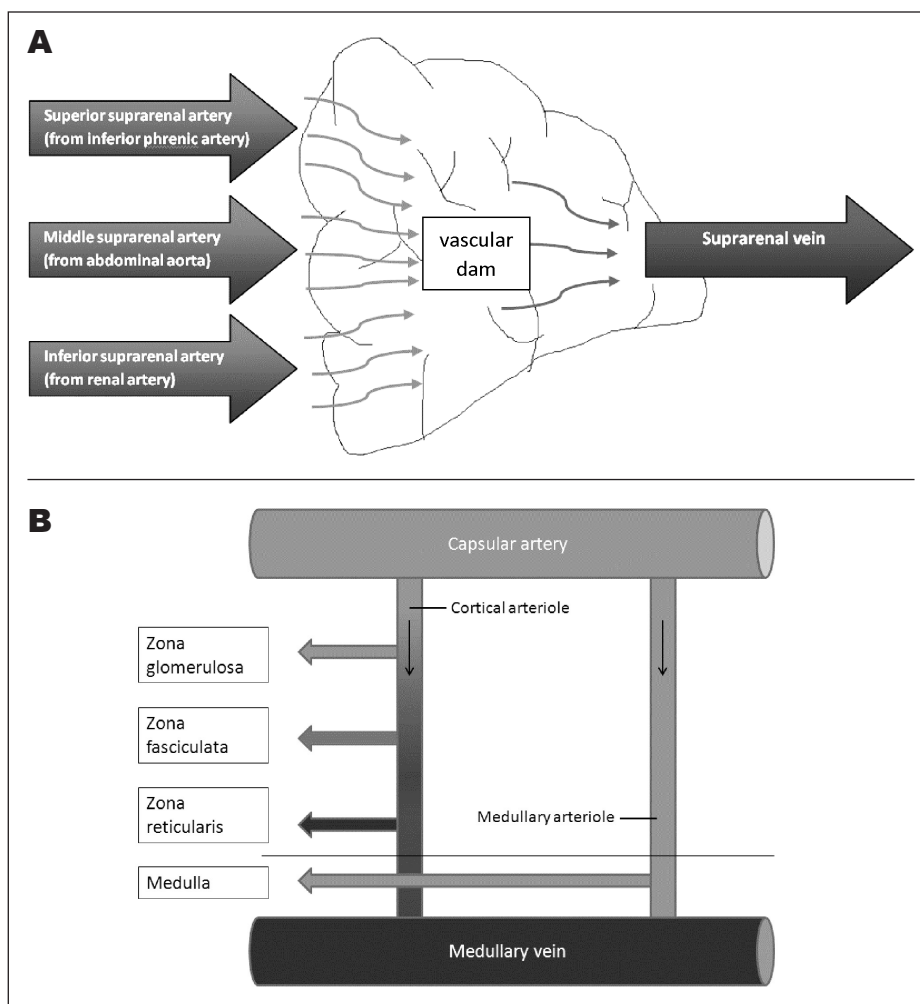 A
Superior suprarenal artery
(from inferior phrenic artery)
Middle suprarenal artery
(from abdominal aorta)
Inferior suprarenal artery
(from renal artery)
vascular
dam
Suprarenal vein
B
Capsular artery
Cortical arteriole
Zona
glomerulosa
Zona
fasciculata
Zona
reticularis
Medullary arteriole
Medulla
Medullary vein